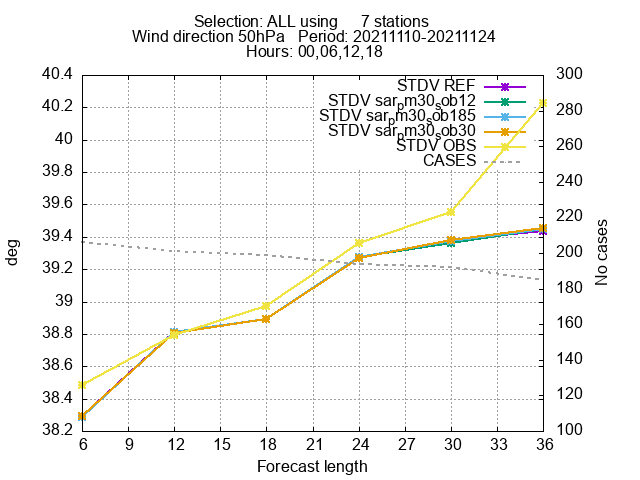 Selection: ALL using 7 stations
Wind direction 50hPa Period: 20211110-20211124
Hours: 00,06,12,18
STDV REF
STDV sar_pm30_sob12
STDV sar_pm30_sob185
STDV sar_pm30_sob30
STDV OBS
CASES
40.4
40.2
40
39.8
39.6
39.4
39.2
39
38.8
38.6
38.4
38.2
deg
300
280
260
240
220
200
180
160
140
120
100
No cases
6 9 12 15 18 21 24 27 30 33 36
Forecast length